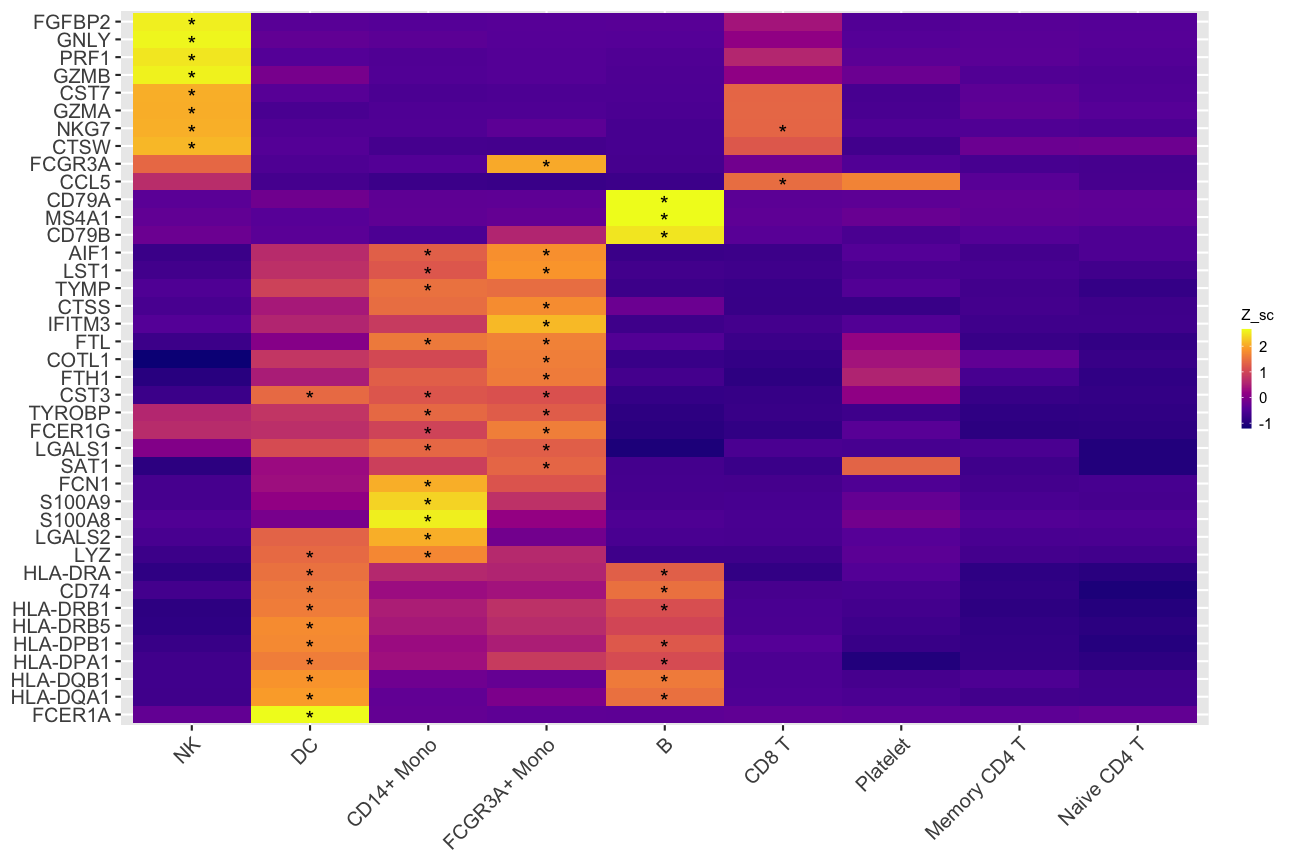 FGFBP2
GNLY
PRF1
GZMB
CST7
GZMA
NKG7
CTSW
FCGR3A
CCL5
CD79A
MS4A1
CD79B
AIF1
LST1
TYMP
CTSS
IFITM3
FTL
COTL1
FTH1
CST3
TYROBP
FCER1G
LGALS1
SAT1
FCN1
S100A9
S100A8
LGALS2
LYZ
HLA-DRA
CD74
HLA-DRB1
HLA-DRB5
HLA-DPB1
HLA-DPA1
HLA-DQB1
HLA-DQA1
FCER1A
NK
DC
CD14+ Mono
FCGR3A+ Mono
B
CD8 T
Platelet
Memory CD4 T
Naive CD4 T
Z_sc
2
1
0
-1